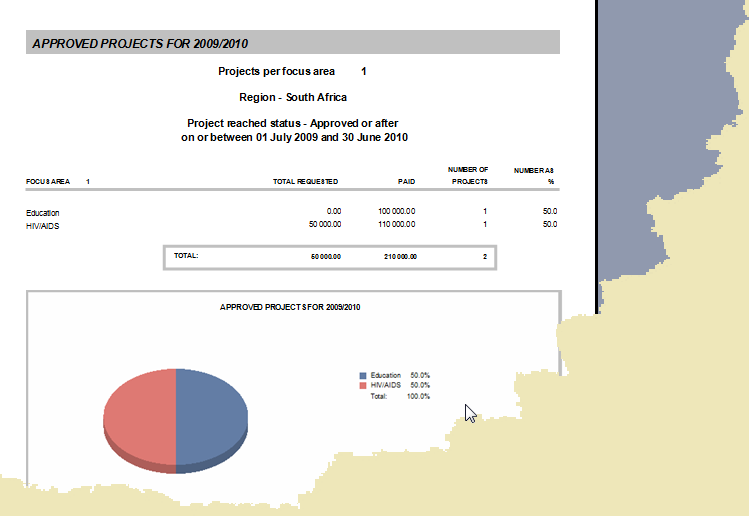 APPROVED PROJECTS FOR 2009/2010
Projects per focus area 1
Region - South Africa
Project reached status - Approved or after
on or between 01 July 2009 and 30 June 2010
FOCUS AREA 1 TOTAL REQUESTED PAID NUMBER OF PROJECTS NUMBER AS %
Education 0.00 100 000.00 1 50.0
HIV/AIDS 50 000.00 110 000.00 1 50.0
TOTAL: 50 000.00 210 000.00 2
APPROVED PROJECTS FOR 2009/2010
Education 50.0%
HIV/AIDS 50.0%
Total: 100.0%